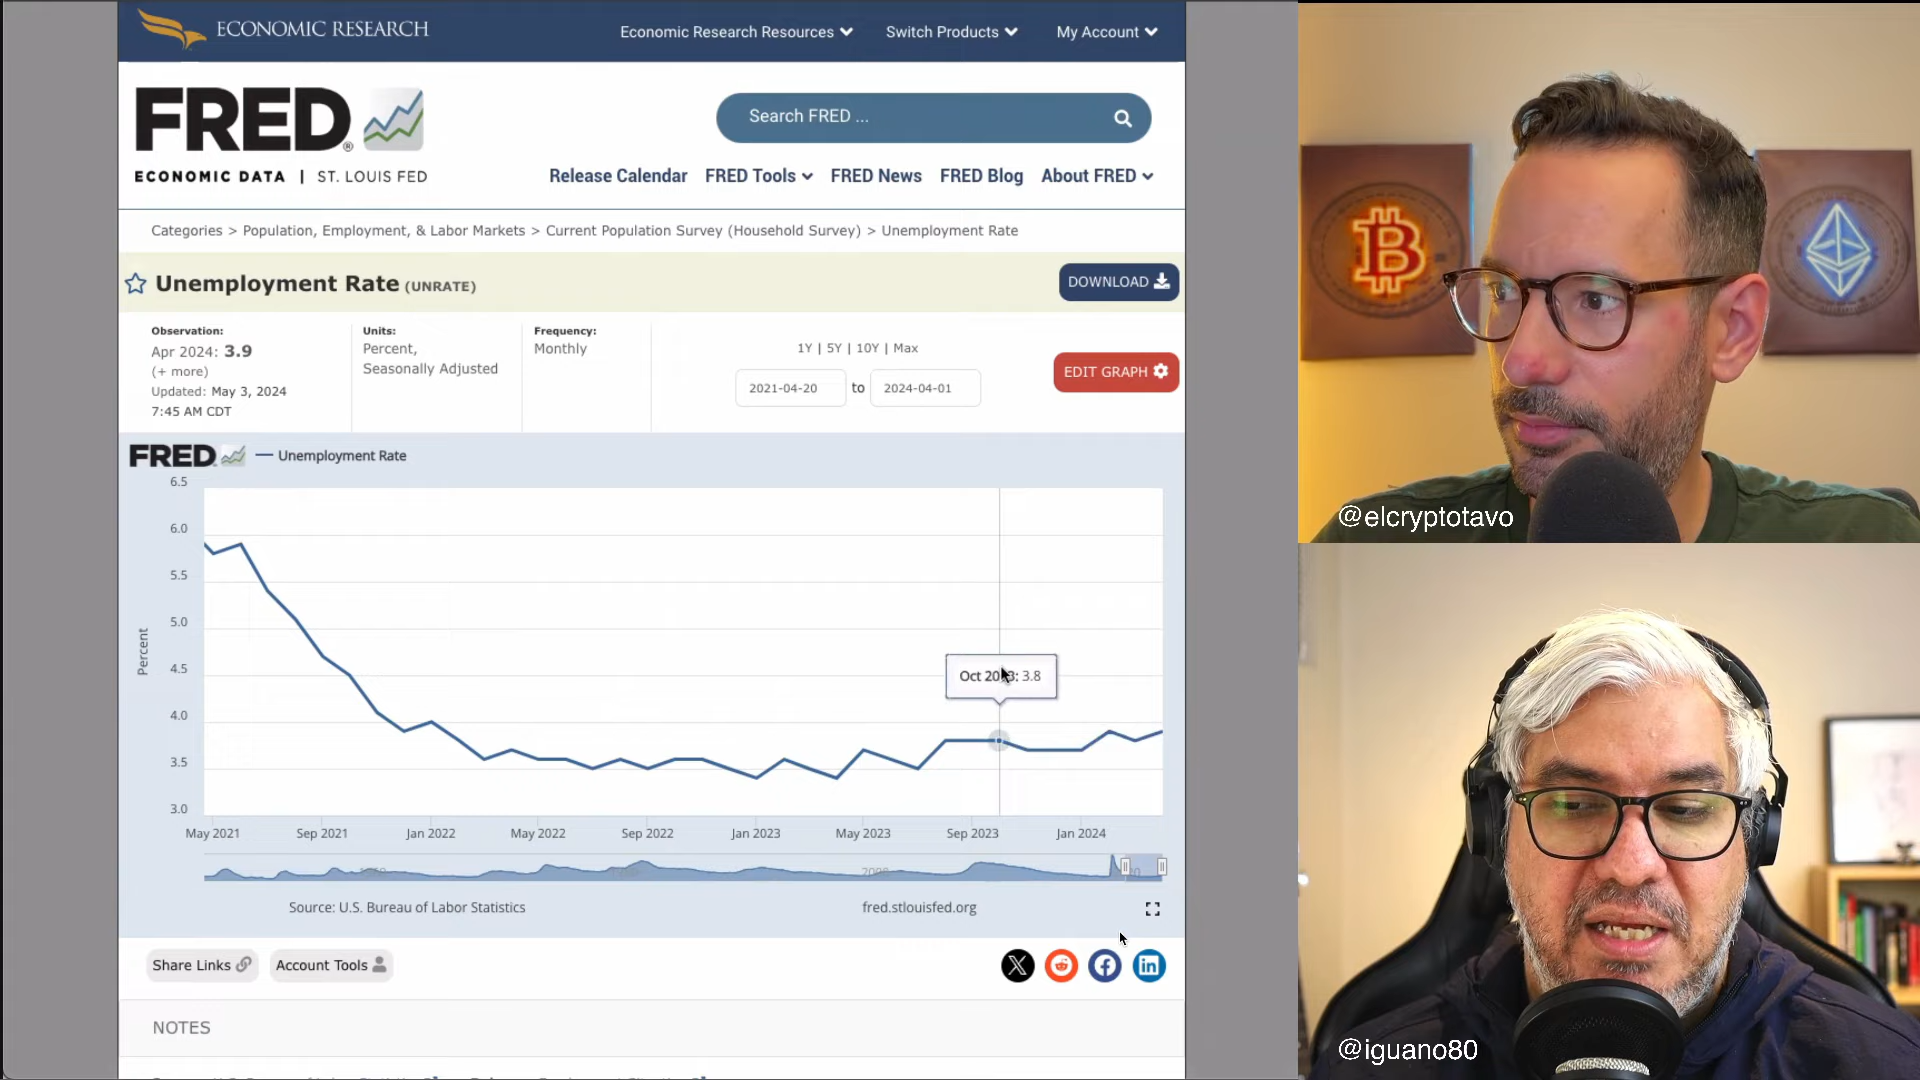 ECONOMIC RESEARCH
Economic Research Resources
Switch Products
My Account
FRED®
ECONOMIC DATA | ST. LOUIS FED
Search FRED ...
Release Calendar
FRED Tools
FRED News
FRED Blog
About FRED
Categories > Population, Employment, & Labor Markets > Current Population Survey (Household Survey) > Unemployment Rate
Unemployment Rate (UNRATE)
DOWNLOAD
Observation:
Apr 2024: 3.9
(+ more)
Updated: May 3, 2024
7:45 AM CDT
Units:
Percent,
Seasonally Adjusted
Frequency:
Monthly
1Y | 5Y | 10Y | Max
2021-04-20 to 2024-04-01
EDIT GRAPH
FRED
Unemployment Rate
6.5
6.0
5.5
5.0
4.5
4.0
3.5
3.0
Percent
: 3.8
May 2021
Sep 2021
Jan 2022
May 2022
Sep 2022
Jan 2023
May 2023
Sep 2023
Jan 2024
Source: U.S. Bureau of Labor Statistics
fred.stlouisfed.org
Share Links
Account Tools
NOTES
@elcryptotavo
@iguano80